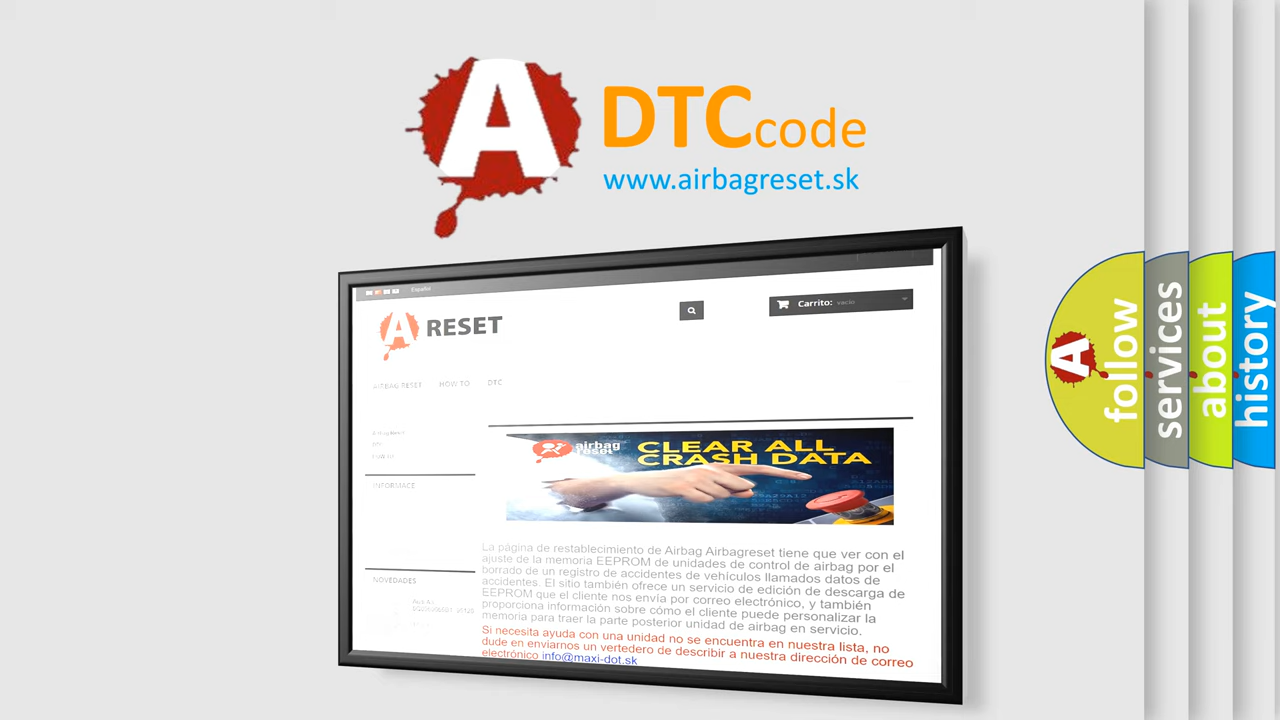 A DTCcode
www.airbagreset.sk
Español
A RESET
Carrito: vacío
AIRBAG RESET HOW TO DTC
INFORMACE
airbag
reset
CLEAR ALL
CRASH DATA
La página de restablecimiento de Airbag Airbagreset tiene que ver con el
ajuste de la memoria EEPROM de unidades de control de airbag por el
borrado de un registro de accidentes de vehículos llamados datos de
accidentes. El sitio también ofrece un servicio de edición de descarga de
EEPROM que el cliente nos envía por correo electrónico, y también
proporciona información sobre cómo el cliente puede personalizar la
memoria para traer la parte posterior unidad de airbag en servicio.
Si necesita ayuda con una unidad no se encuentra en nuestra lista, no
dude en enviarnos un vertedero de describir a nuestra dirección de correo
electrónico info@maxi-dot.sk
NOVEDADES
A
follow
services
about
history